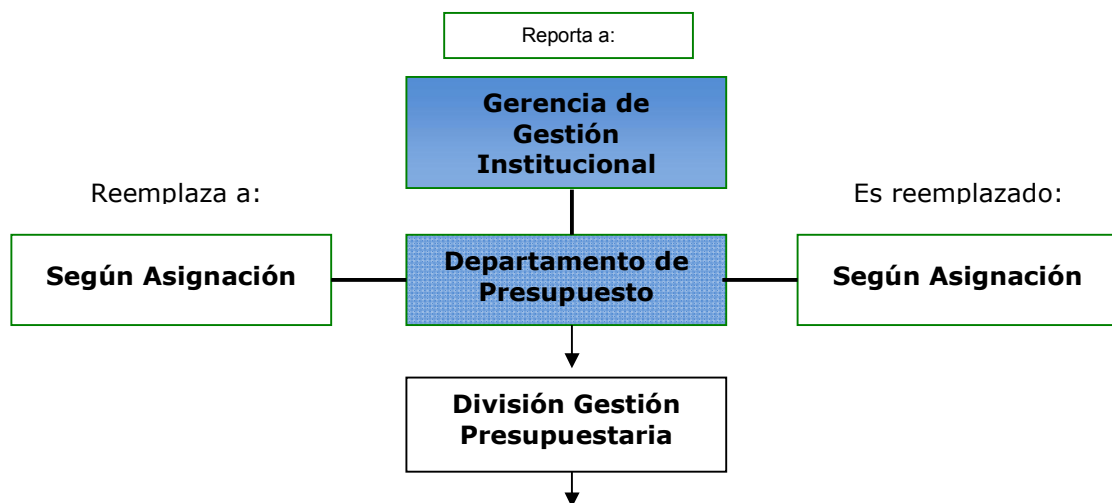 Reporta a:
Gerencia de
Gestión
Institucional
Reemplaza a:
Es reemplazado:
Según Asignación
Departamento de
Presupuesto
Según Asignación
División Gestión
Presupuestaria